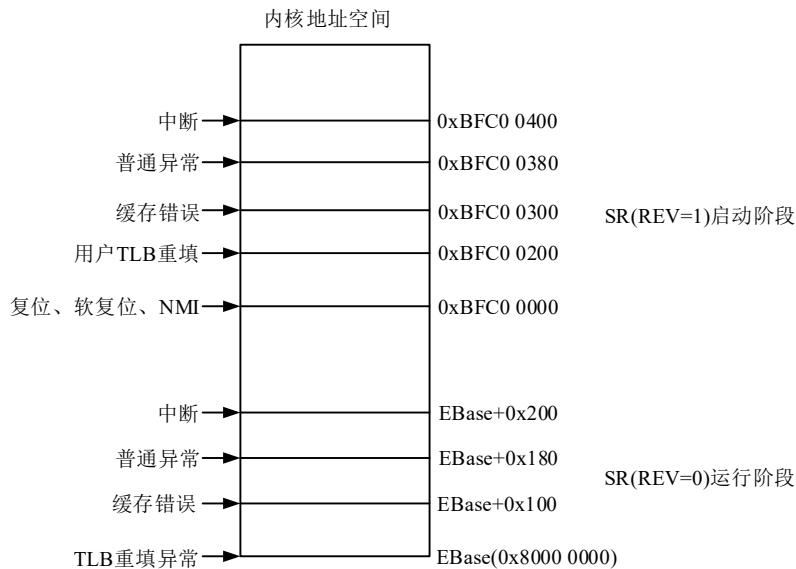 内核地址空间
中断 0xBFC0 0400
普通异常 0xBFC0 0380
缓存错误 0xBFC0 0300 SR(REV=1)启动阶段
用户TLB重填 0xBFC0 0200
复位、软复位、NMI 0xBFC0 0000
中断 EBase+0x200
普通异常 EBase+0x180 SR(REV=0)运行阶段
缓存错误 EBase+0x100
TLB重填异常 EBase(0x8000 0000)